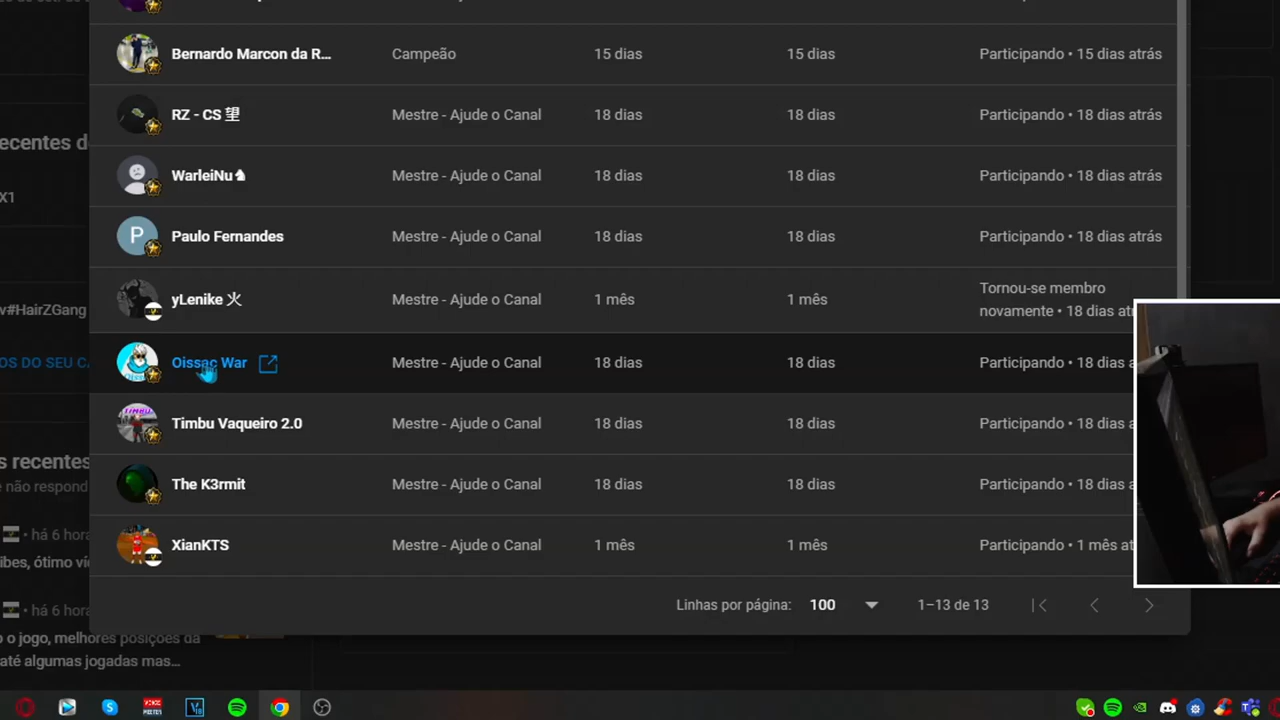 Bernardo Marcon da R... Campeão 15 dias 15 dias Participando • 15 dias atrás
recentes d
RZ - CS 望 Mestre - Ajude o Canal 18 dias 18 dias Participando • 18 dias atrás
X1
WarleiNu♞ Mestre - Ajude o Canal 18 dias 18 dias Participando • 18 dias atrás
P Paulo Fernandes Mestre - Ajude o Canal 18 dias 18 dias Participando • 18 dias atrás
v#HairZGang
yLenike 火 Mestre - Ajude o Canal 1 mês 1 mês Tornou-se membro
novamente • 18 dias atr
OS DO SEU CA
Oissac War Mestre - Ajude o Canal 18 dias 18 dias Participando • 18 dias a
TIMBU Timbu Vaqueiro 2.0 Mestre - Ajude o Canal 18 dias 18 dias Participando • 18 dias a
s recentes
e não respond
The K3rmit Mestre - Ajude o Canal 18 dias 18 dias Participando • 18 dias a
• há 6 hora
ibes, ótimo ví
XianKTS Mestre - Ajude o Canal 1 mês 1 mês Participando • 1 mês at
• há 6 hora
o o jogo, melhores posições da
até algumas jogadas mas...
Linhas por página: 100 1–13 de 13